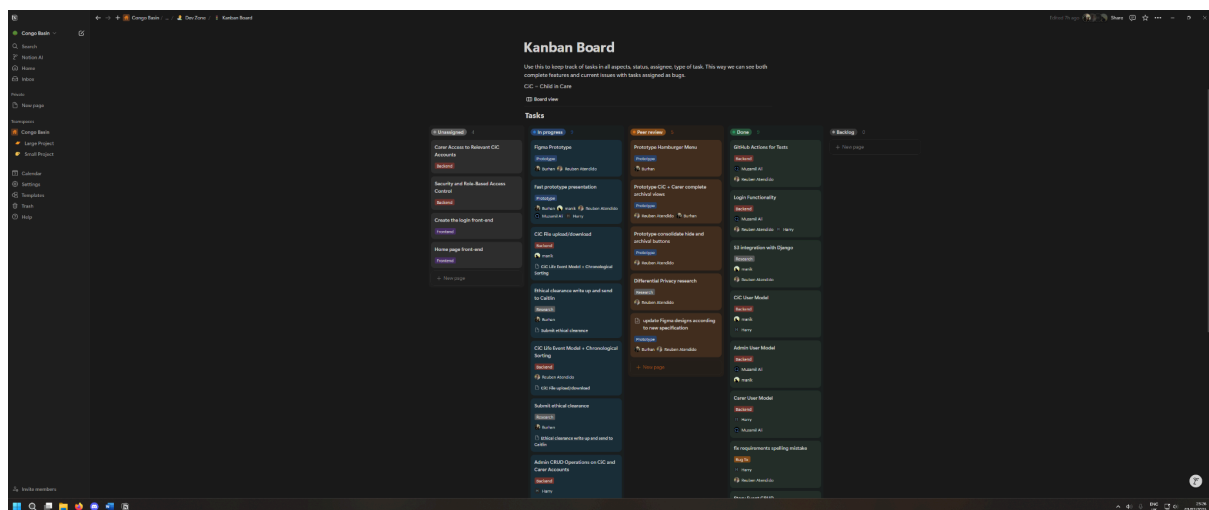 Congo Basin / ... / Dev Zone / Kanban Board
Share
Congo Basin
Search
Notion AI
Home
Inbox
Private
New page
Teamspaces
Congo Basin
Large Project
Small Project
Calendar
Settings
Templates
Trash
Help
Invite members
Kanban Board
Use this to keep track of tasks in all aspects, status, assignee, type of task. This way we can see both
complete features and current issues with tasks assigned as bugs.
CiC – Child in Care
Board view
Tasks
Unassigned 4
Carer Access to Relevant CiC
Accounts
Backend
Security and Role-Based Access
Control
Backend
Create the login front-end
Frontend
Home page front-end
Frontend
+ New page
In progress
Figma Prototype
Prototype
Burhan Reuben Atendido
Fast prototype presentation
Prototype
Burhan manik Reuben Atendido
Muzamil Ali Harry
CiC File upload/download
Backend
manik
CiC Life Event Model + Chronological
Sorting
Ethical clearance write up and send
to Caitlin
Research
Burhan
Submit ethical clearance
CiC Life Event Model + Chronological
Sorting
Backend
Reuben Atendido
CiC File upload/download
Submit ethical clearance
Research
Burhan
Ethical clearance write up and send to
Caitlin
Admin CRUD Operations on CiC and
Carer Accounts
Backend
Harry
Peer review
Prototype Hamburger Menu
Prototype
Burhan
Prototype CiC + Carer complete
archival views
Prototype
Reuben Atendido Burhan
Prototype consolidate hide and
archival buttons
Prototype
Reuben Atendido
Differential Privacy research
Research
Reuben Atendido
update Figma designs according
to new specification
Prototype
Burhan Reuben Atendido
+ New page
Done
GitHub Actions for Tests
Backend
Muzamil Ali
Reuben Atendido
Login Functionality
Backend
Muzamil Ali
Reuben Atendido Harry
S3 integration with Django
Research
manik
Reuben Atendido
CiC User Model
Backend
manik
Harry
Admin User Model
Backend
Muzamil Ali
manik
Carer User Model
Backend
Harry
Muzamil Ali
fix requirements spelling mistake
Bug fix
Harry
Reuben Atendido
Backlog 0
+ New page
ENG